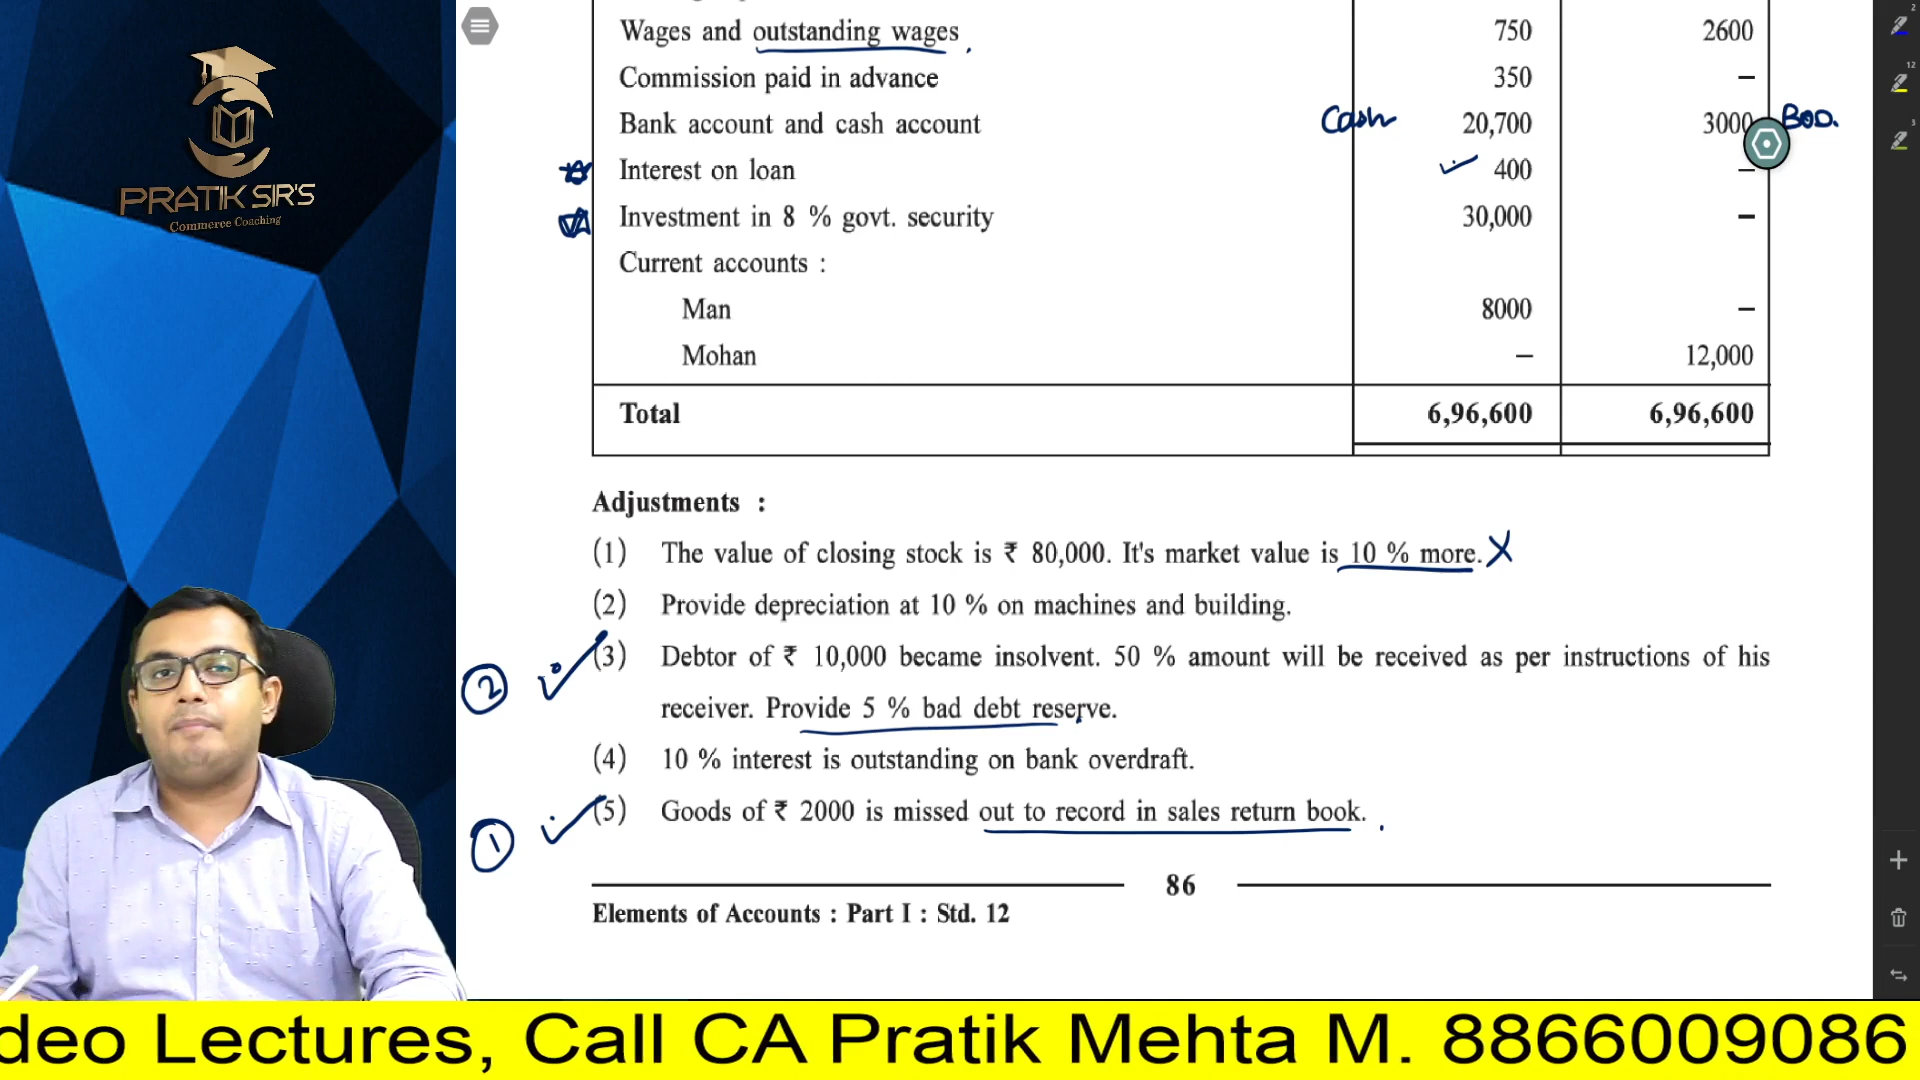 PRATIK SIR'S
Commerce Coaching
Wages and outstanding wages 750 2600
Commission paid in advance 350 –
Bank account and cash account Cash 20,700 3000 BOD.
Interest on loan 400 –
Investment in 8 % govt. security 30,000 –
Current accounts :
Man 8000 –
Mohan – 12,000
Total 6,96,600 6,96,600
Adjustments :
(1) The value of closing stock is ₹ 80,000. It's market value is 10 % more. X
(2) Provide depreciation at 10 % on machines and building.
2 (3) Debtor of ₹ 10,000 became insolvent. 50 % amount will be received as per instructions of his
receiver. Provide 5 % bad debt reserve.
(4) 10 % interest is outstanding on bank overdraft.
1 (5) Goods of ₹ 2000 is missed out to record in sales return book.
86
Elements of Accounts : Part I : Std. 12
deo Lectures, Call CA Pratik Mehta M. 8866009086
2
12
3